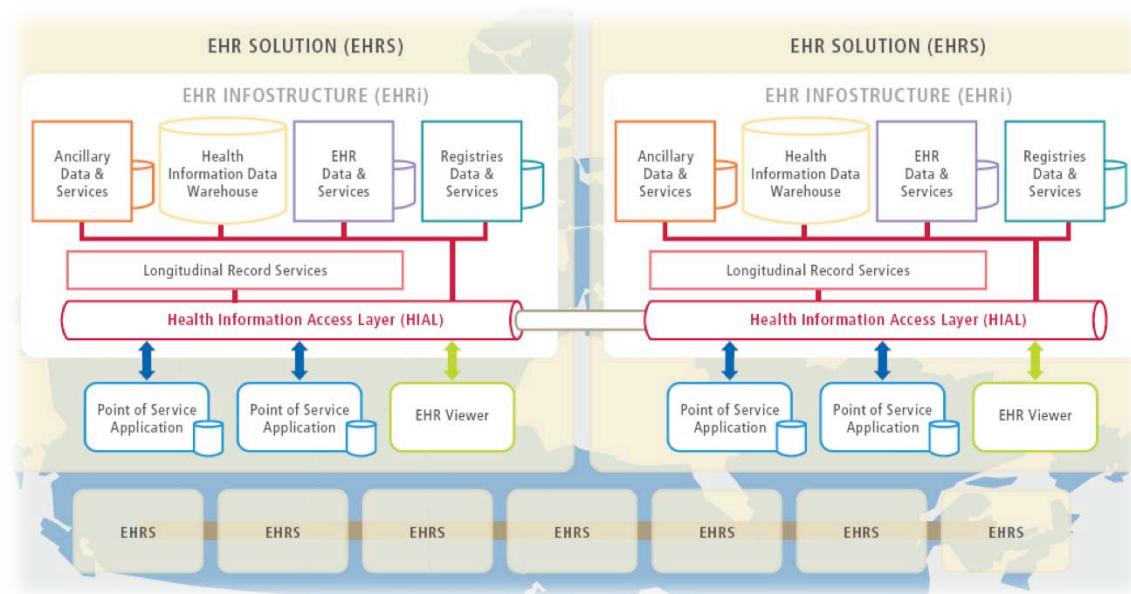 EHR SOLUTION (EHRS)
EHR INFOSTRUCTURE (EHRi)
Ancillary
Data &
Services
Health
Information Data
Warehouse
EHR
Data &
Services
Registries
Data &
Services
Longitudinal Record Services
Health Information Access Layer (HIAL)
Point of Service
Application
Point of Service
Application
EHR Viewer
EHR SOLUTION (EHRS)
EHR INFOSTRUCTURE (EHRi)
Ancillary
Data &
Services
Health
Information Data
Warehouse
EHR
Data &
Services
Registries
Data &
Services
Longitudinal Record Services
Health Information Access Layer (HIAL)
Point of Service
Application
Point of Service
Application
EHR Viewer
EHRS
EHRS
EHRS
EHRS
EHRS
EHRS
EHRS